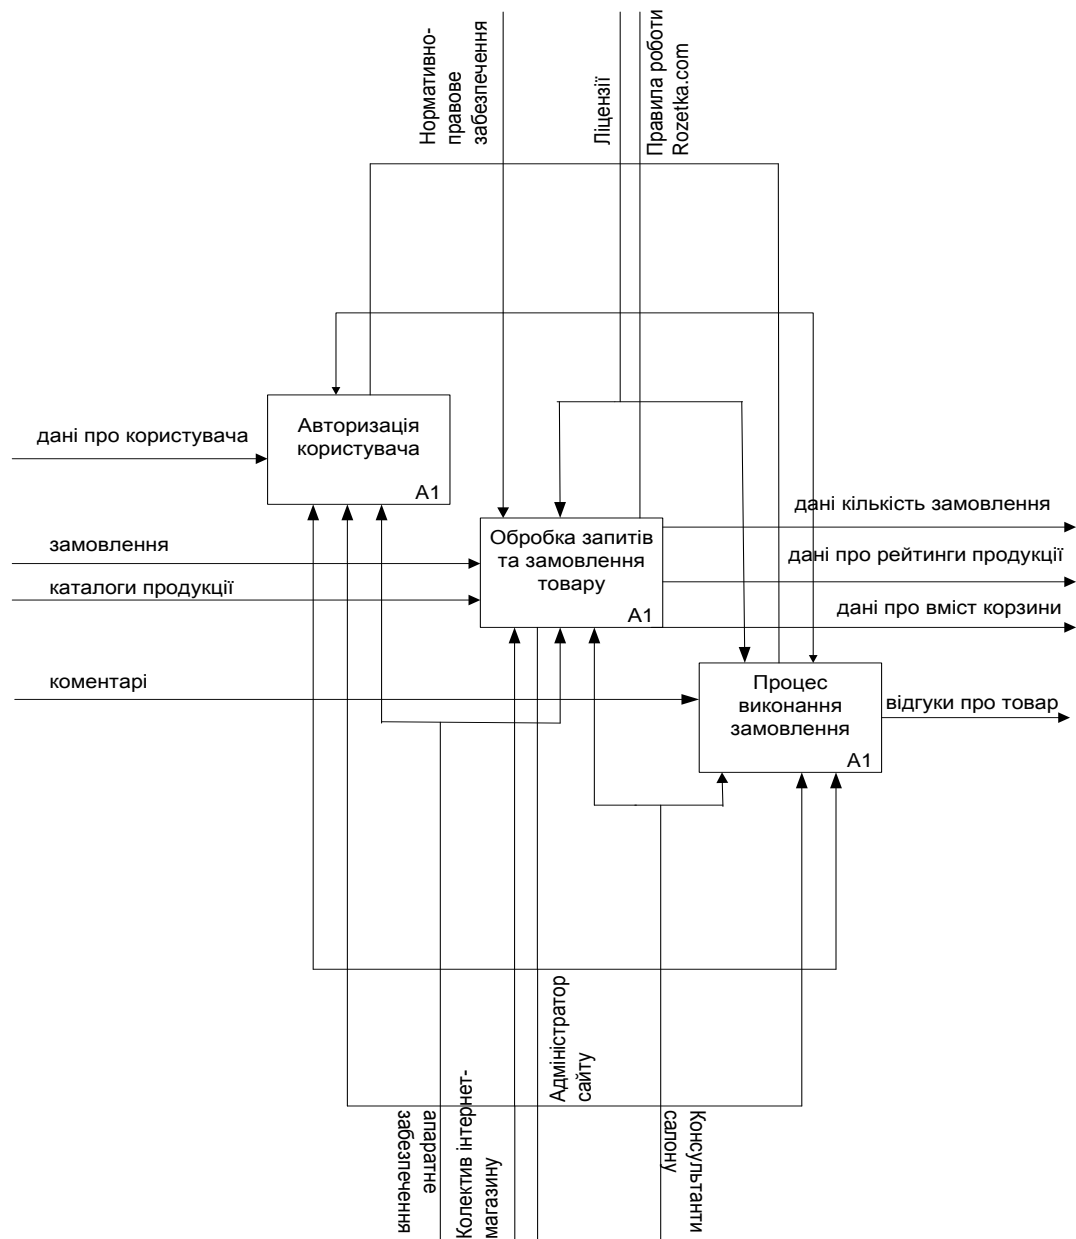 Нормативно-
правове
забезпечення
Ліцензії
Правила роботи
Rozetka.com
дані про користувача
Авторизація
користувача
A1
замовлення
каталоги продукції
Обробка запитів
та замовлення
товару
A1
дані кількість замовлення
дані про рейтинги продукції
дані про вміст корзини
коментарі
Процес
виконання
замовлення
A1
відгуки про товар
апаратне
забезпечення
Колектив інтернет-
магазину
Адміністратор
сайту
Консультанти
салону